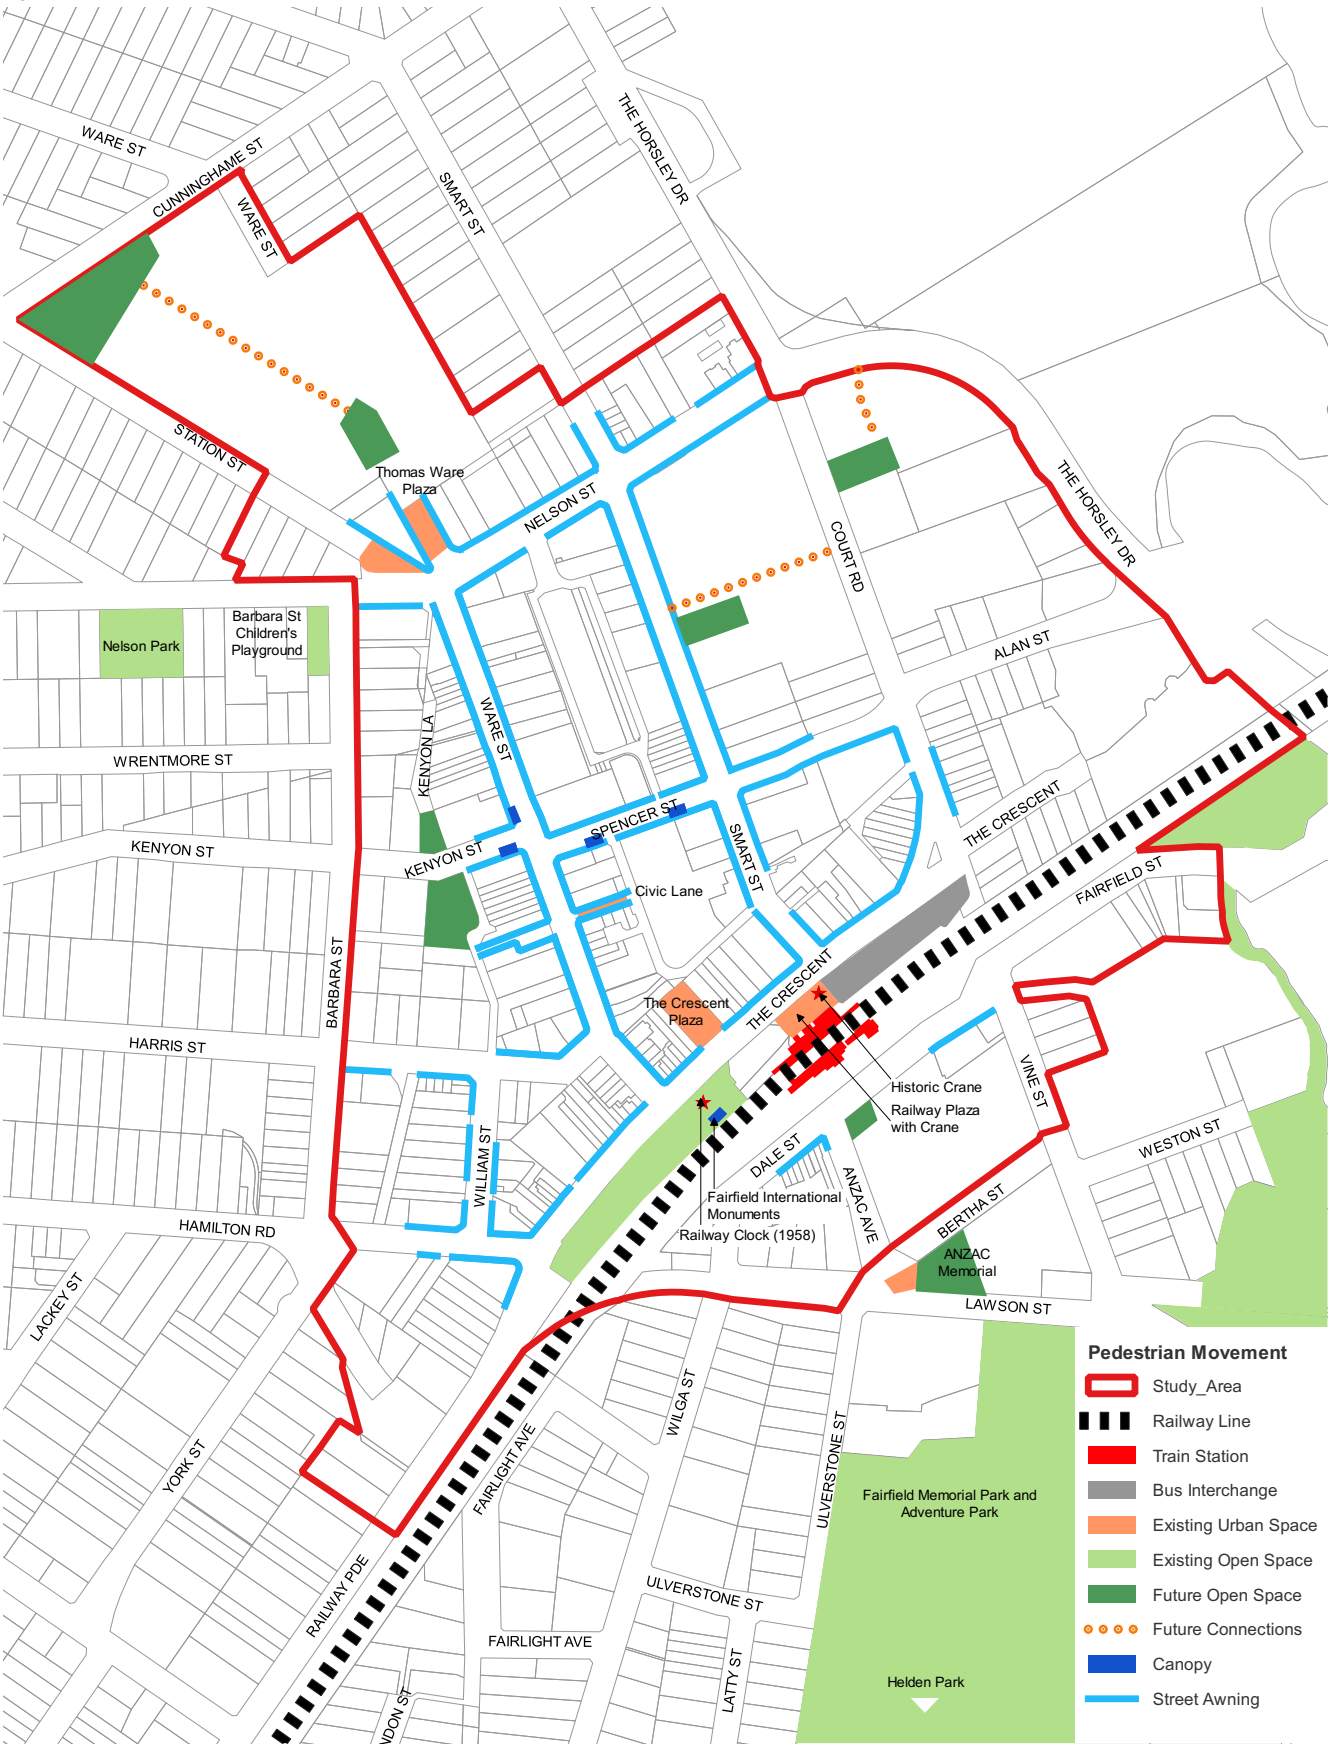 WARE ST
CUNNINGHAME ST
WARE ST
SMART ST
THE HORSLEY DR
STATION ST
Thomas Ware
Plaza
NELSON ST
COURT RD
THE HORSLEY DR
Nelson Park
Barbara St
Children's
Playground
ALAN ST
WARE ST
KENYON LA
WRENTMORE ST
KENYON ST
KENYON ST
SPENCER ST
SMART ST
THE CRESCENT
FAIRFIELD ST
Civic Lane
BARBARA ST
The Crescent
Plaza
THE CRESCENT
HARRIS ST
Historic Crane
Railway Plaza
with Crane
VINE ST
WESTON ST
WILLIAM ST
DALE ST
ANZAC AVE
BERTHA ST
Fairfield International
Monuments
Railway Clock (1958)
HAMILTON RD
ANZAC
Memorial
LAWSON ST
LACKEY ST
YORK ST
WILGA ST
FAIRLIGHT AVE
ULVERSTONE ST
Fairfield Memorial Park and
Adventure Park
RAILWAY PDE
ULVERSTONE ST
FAIRLIGHT AVE
LATTY ST
NDON ST
Helden Park
Pedestrian Movement
Study_Area
Railway Line
Train Station
Bus Interchange
Existing Urban Space
Existing Open Space
Future Open Space
Future Connections
Canopy
Street Awning